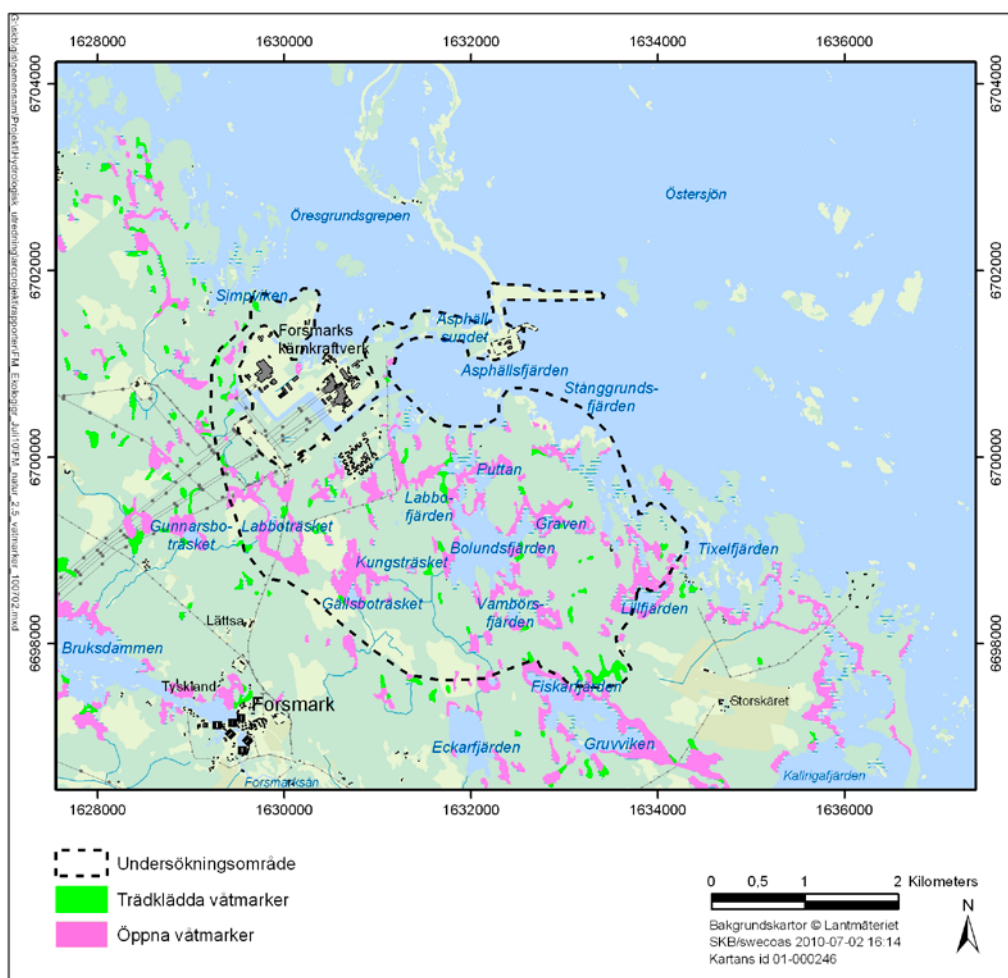 1628000
1630000
1632000
1634000
1636000
6704000
6704000
Östersjön
Öresgrundsgrepen
6702000
6702000
Simpviken
Forsmarks
kärnkraftverk
Asphäll
sundet
Asphällsfjärden
Stånggrunds-
fjärden
6700000
6700000
Puttan
Labbo-
fjärden
Graven
Gunnarsbo-
träsket
Labboträsket
Bolundsfjärden
Tixelfjärden
Kungsträsket
Gällsboträsket
Vambörs-
fjärden
Lillfjärden
Lättsa
6698000
6698000
Bruksdammen
Tyskland
Fiskarfjärden
Storskäret
Forsmark
Eckarfjärden
Gruvviken
Forsmarksån
Kallrigafjärden
1628000
1630000
1632000
1634000
1636000
Undersökningsområde
Trädklädda våtmarker
Öppna våtmarker
0
0,5
1
2
Kilometers
N
Bakgrundskartor © Lantmäteriet
SKB/swecoas 2010-07-02 16:14
Kartans id 01-000246